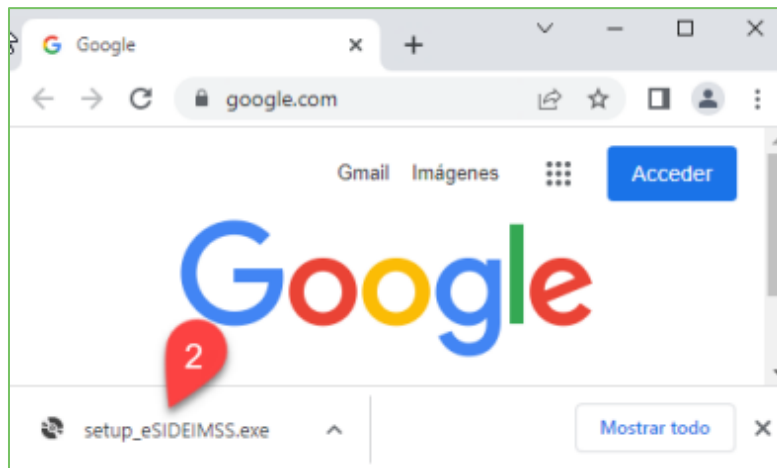 Google
google.com
Gmail Imágenes Acceder
Google
2
setup_eSIDEIMSS.exe Mostrar todo